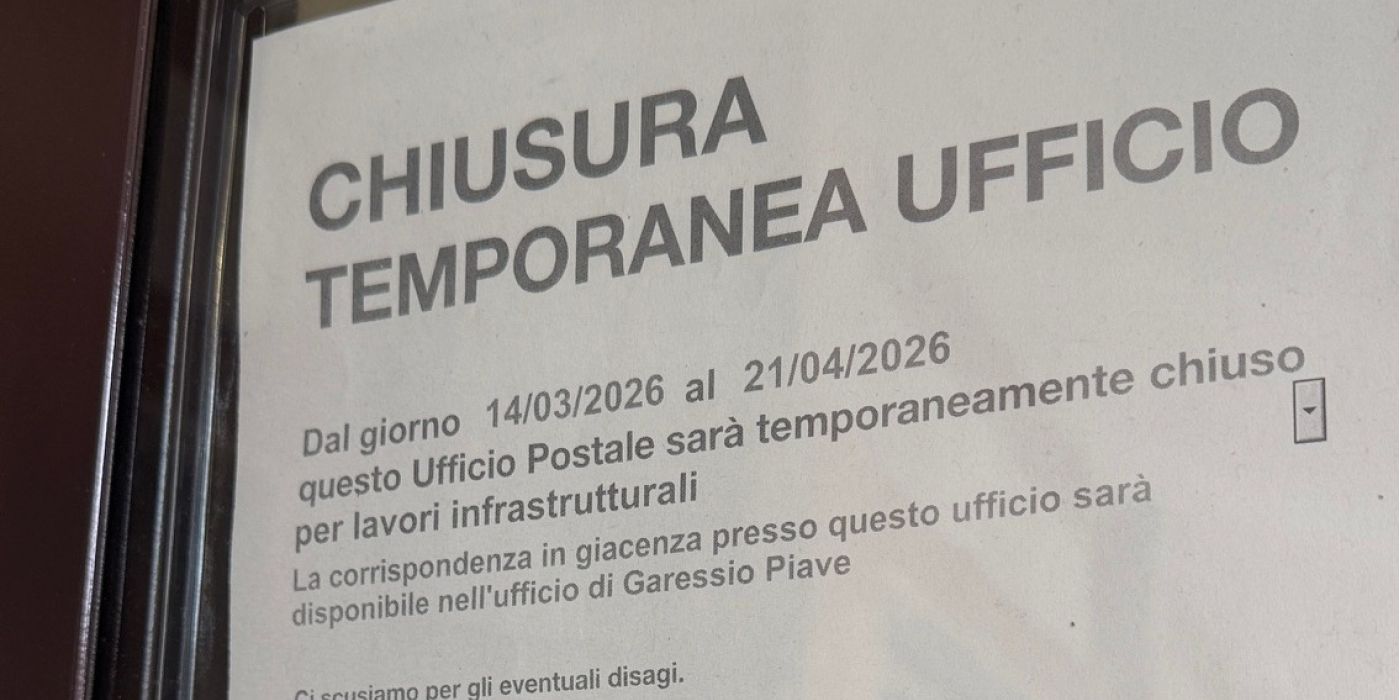 CHIUSURA
TEMPORANEA UFFICIO
Dal giorno 14/03/2026 al 21/04/2026
questo Ufficio Postale sarà temporaneamente chiuso
per lavori infrastrutturali
La corrispondenza in giacenza presso questo ufficio sarà
disponibile nell'ufficio di Garessio Piave
Ci scusiamo per gli eventuali disagi.